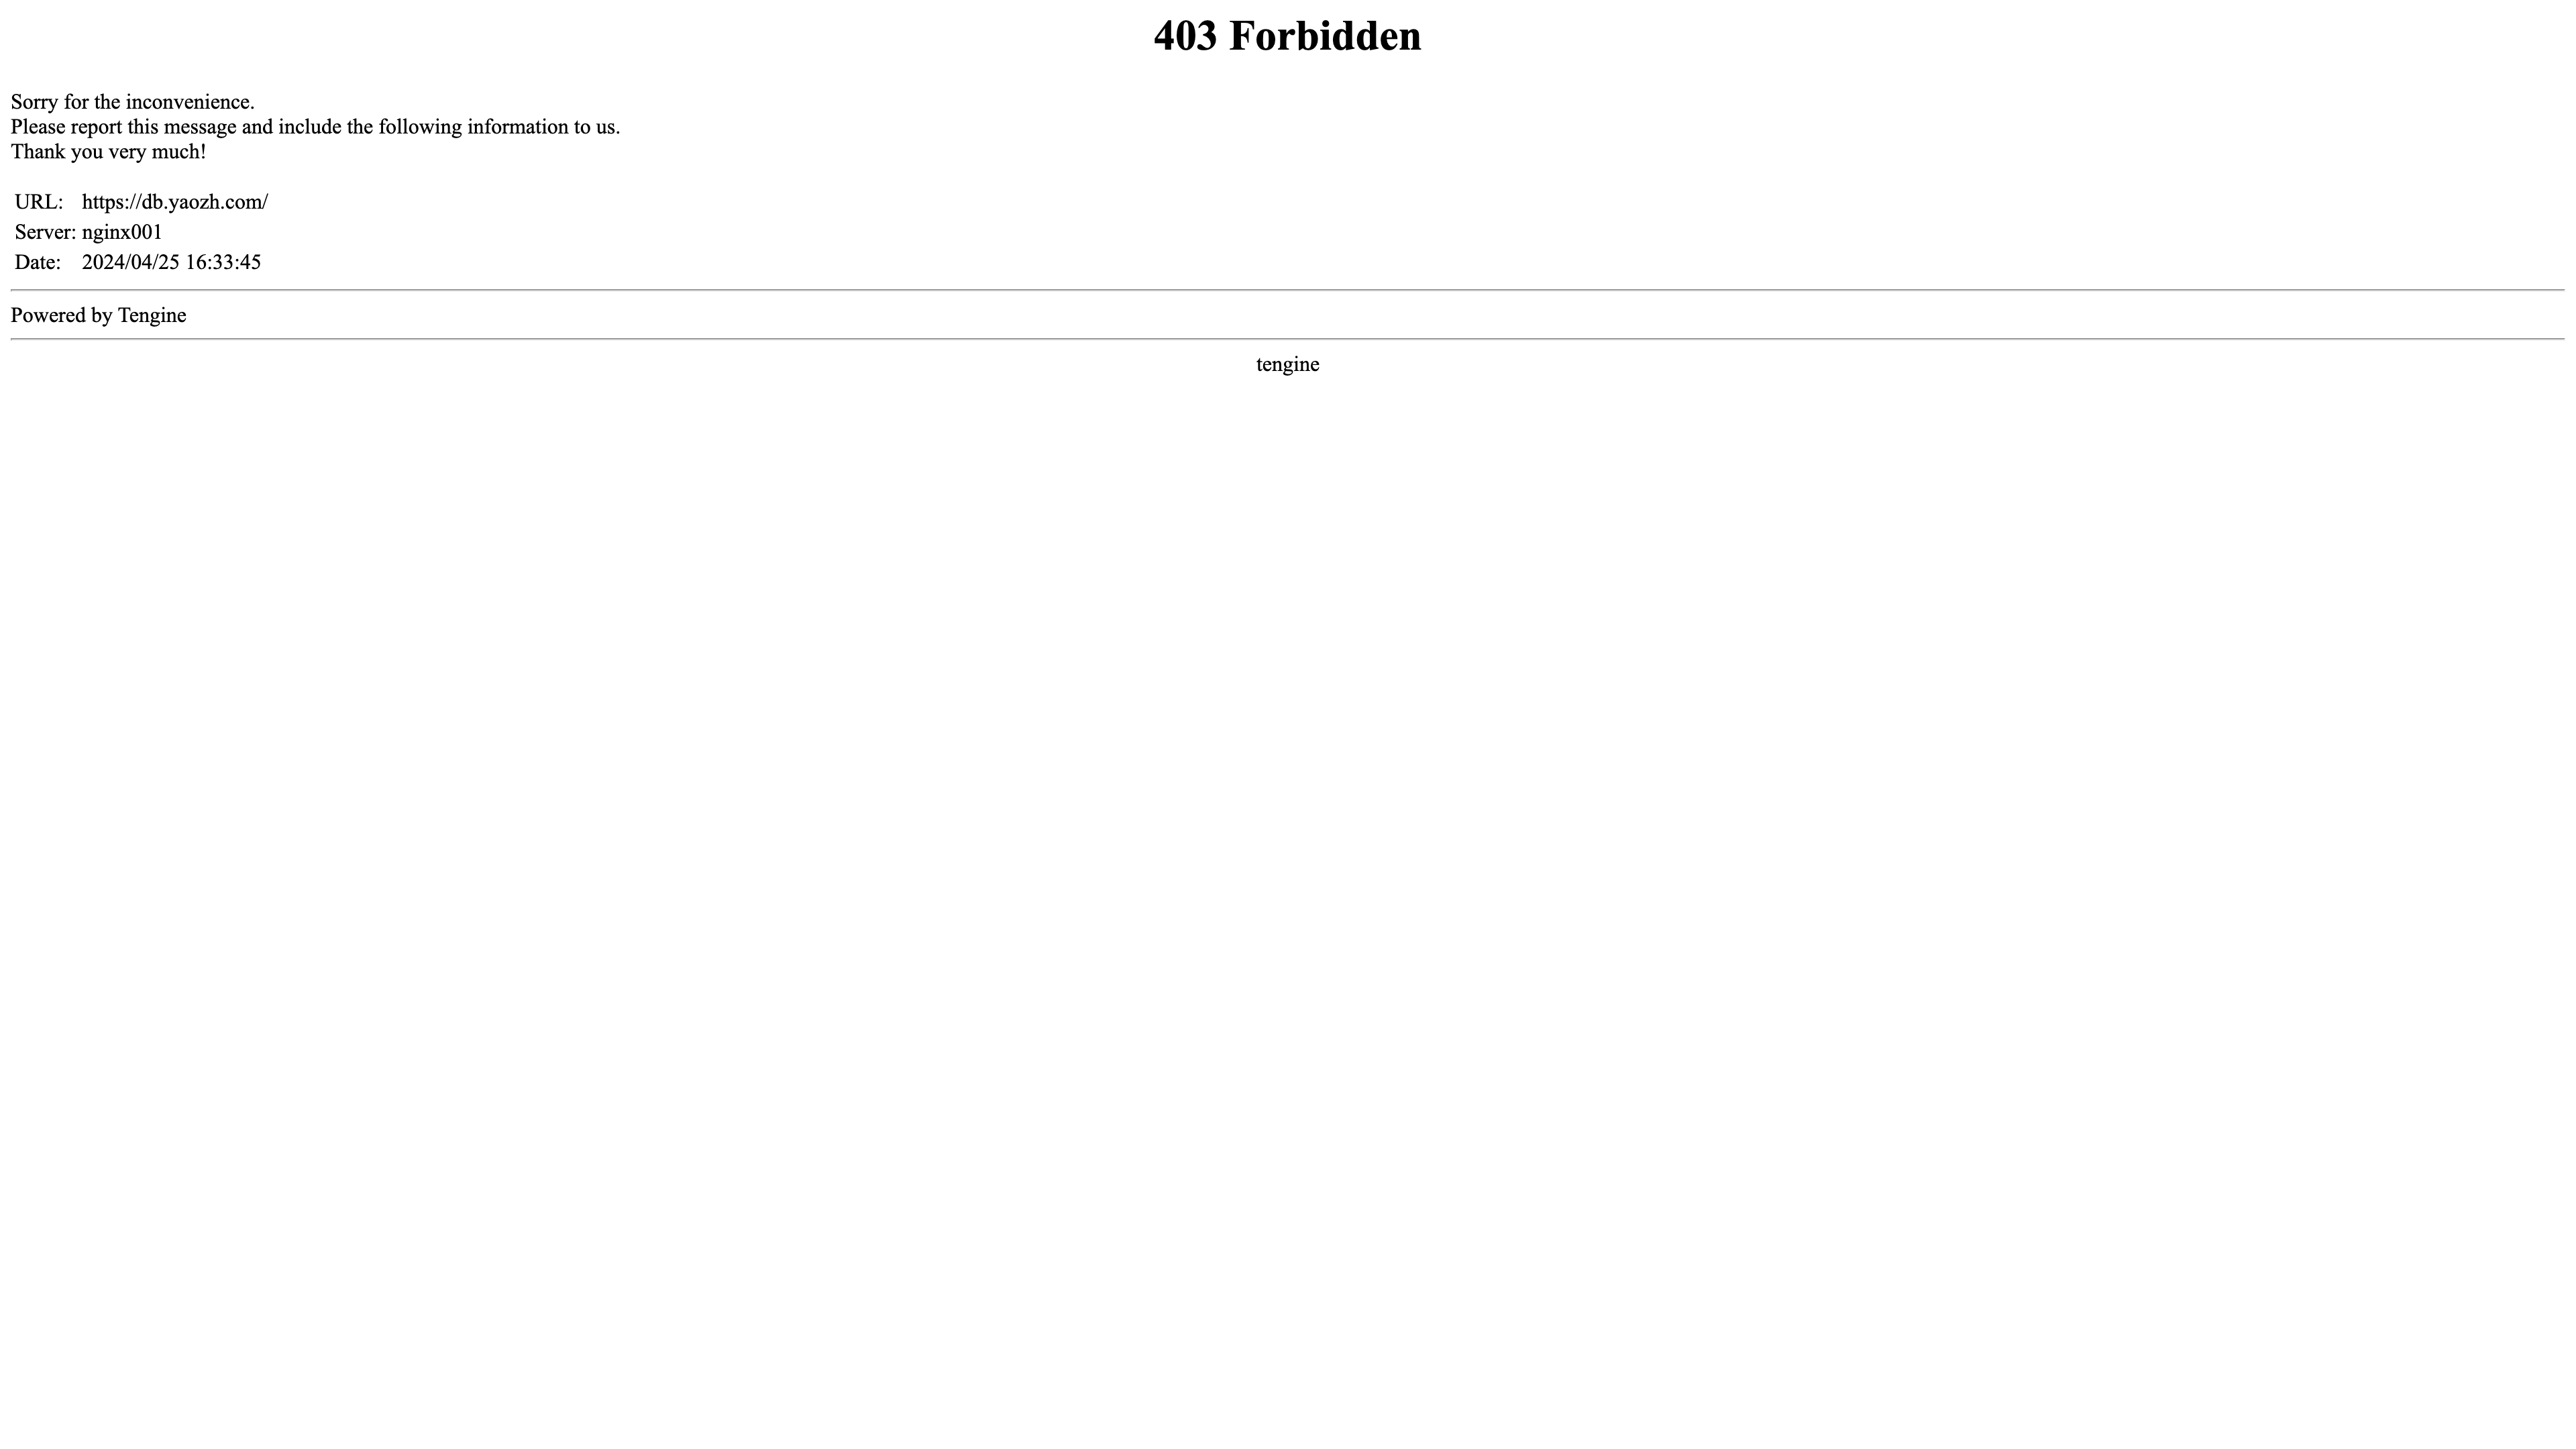 403 Forbidden
Sorry for the inconvenience.
Please report this message and include the following information to us.
Thank you very much!
URL: https://db.yaozh.com/
Server: nginx001
Date: 2024/04/25 16:33:45
Powered by Tengine
tengine